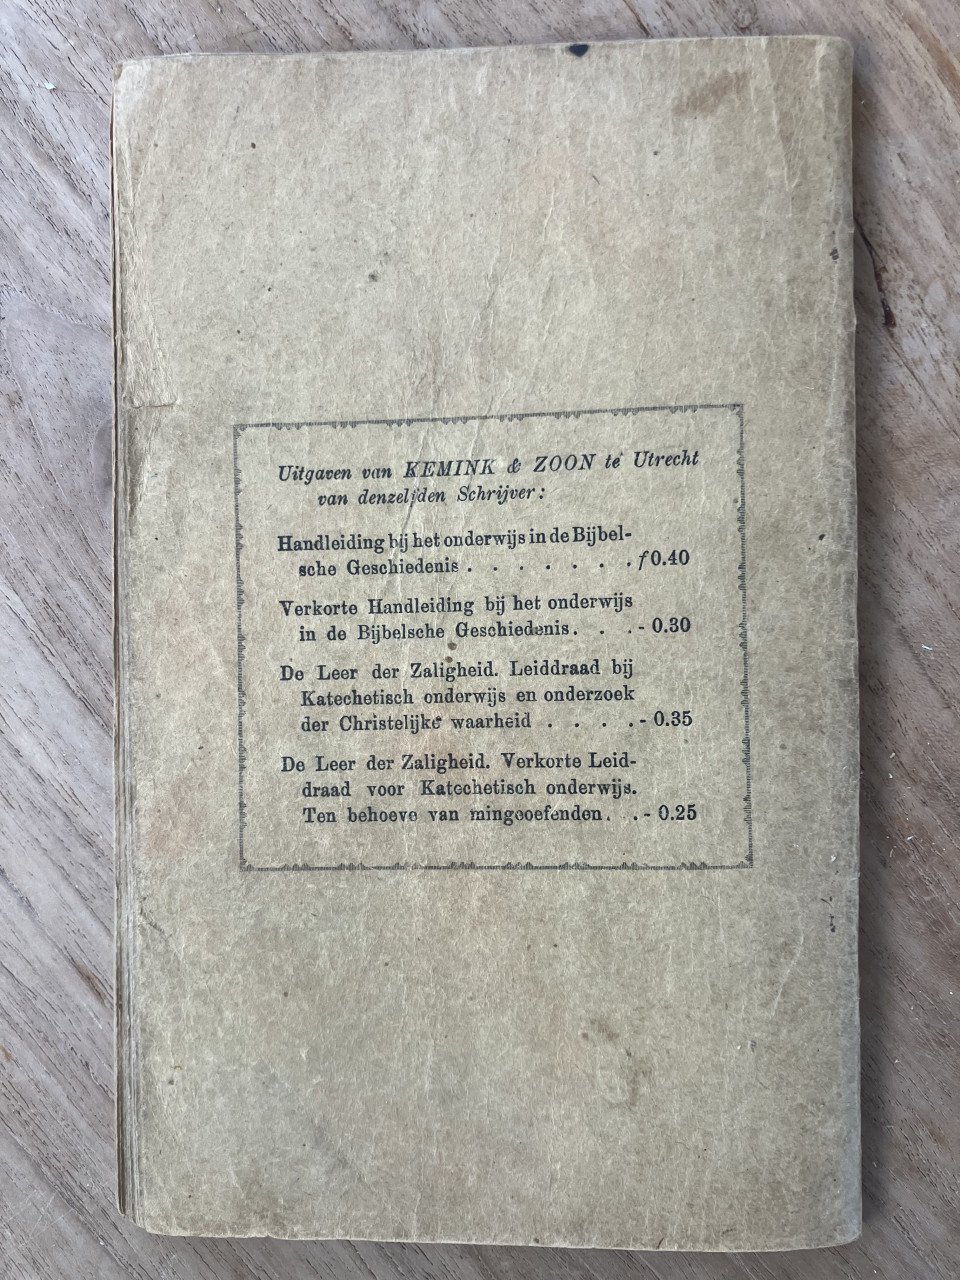 Uitgaven van KEMINK & ZOON te Utrecht
van denzelfden Schrijver:
Handleiding bij het onderwijs in de Bijbel-
sche Geschiedenis . . . . . . . f 0.40
Verkorte Handleiding bij het onderwijs
in de Bijbelsche Geschiedenis. . . - 0.30
De Leer der Zaligheid. Leiddraad bij
Katechetisch onderwijs en onderzoek
der Christelijke waarheid . . . . - 0.35
De Leer der Zaligheid. Verkorte Leid-
draad voor Katechetisch onderwijs.
Ten behoeve van mingeoefenden. . - 0.25